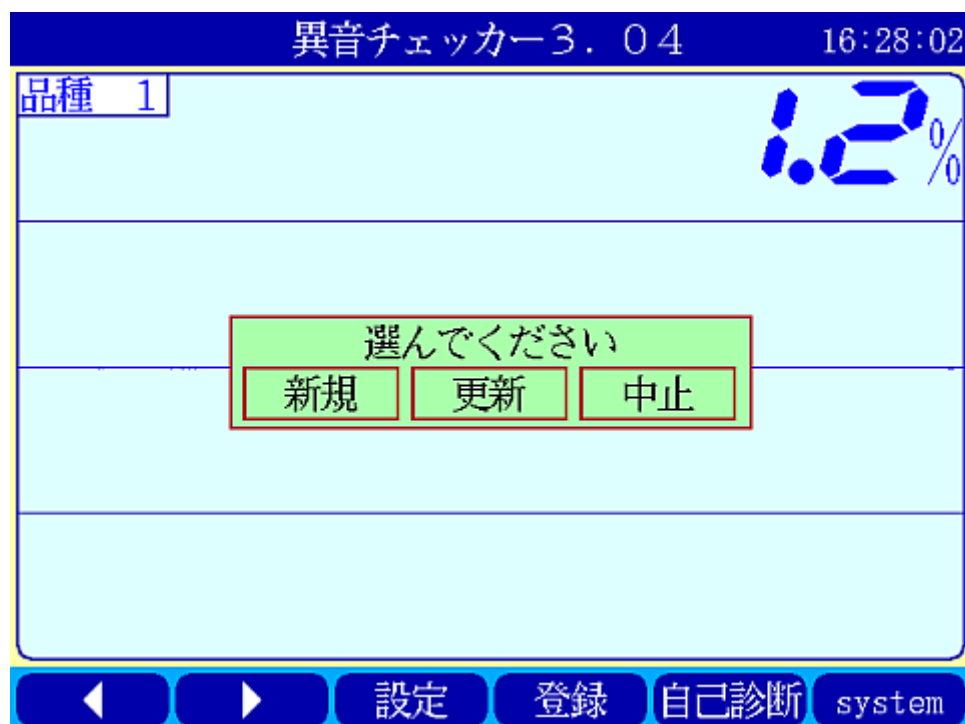 異音チェッカー３．０４ 16:28:02
品種 1
1.2%
選んでください
新規 更新 中止
設定 登録 自己診断 system